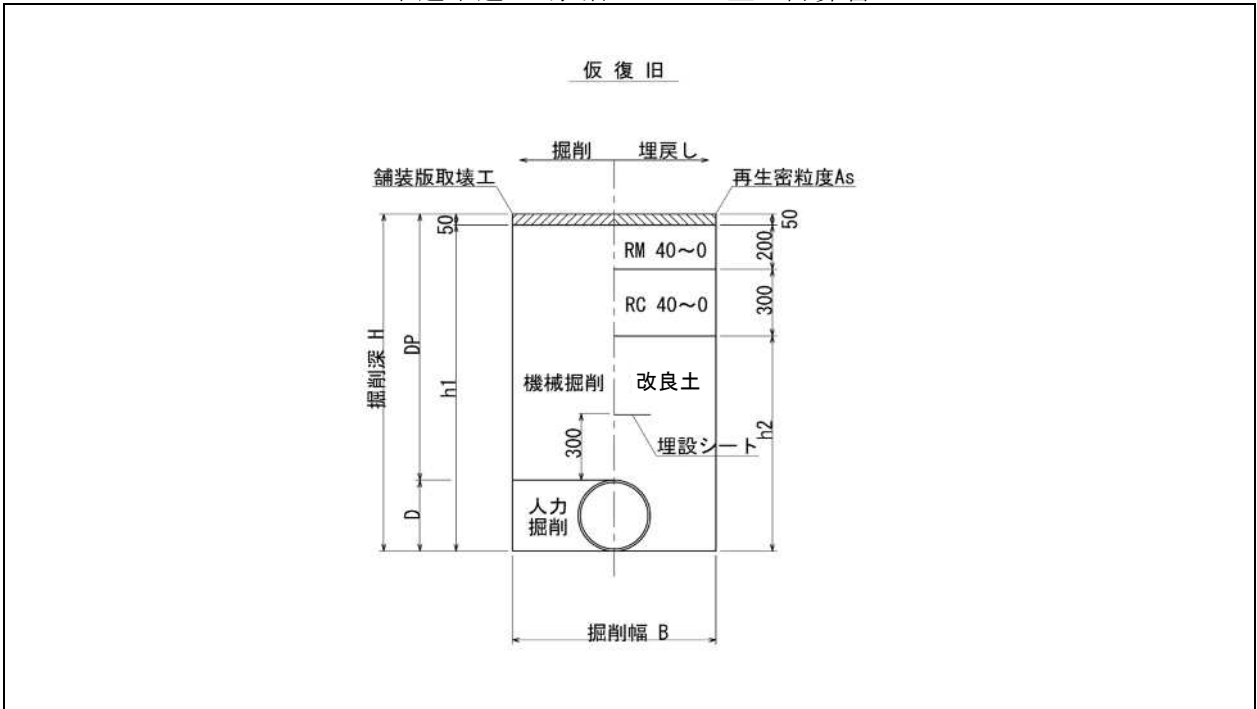 仮復旧
掘削 埋戻し
舗装版取壊工 再生密粒度As
50 50
RM 40～0 200
RC 40～0 300
掘削深 H
DP
h1
機械掘削 改良土
h2
300 埋設シート
人力
掘削
D
掘削幅 B